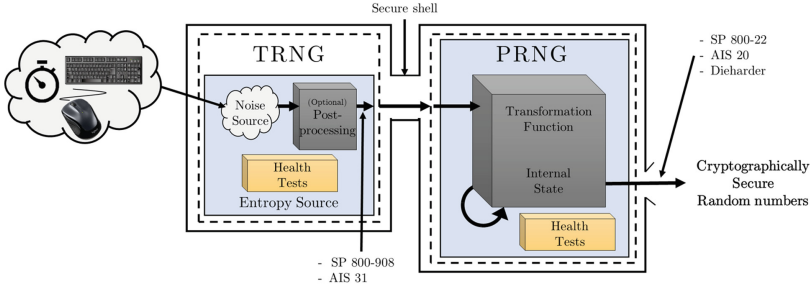 Secure shell
TRNG
PRNG
- SP 800-22
- AIS 20
- Dieharder
Noise
Source
(Optional)
Post-
processing
Transformation
Function
Internal
State
Health
Tests
Entropy Source
Health
Tests
Cryptographically
Secure
Random numbers
- SP 800-908
- AIS 31